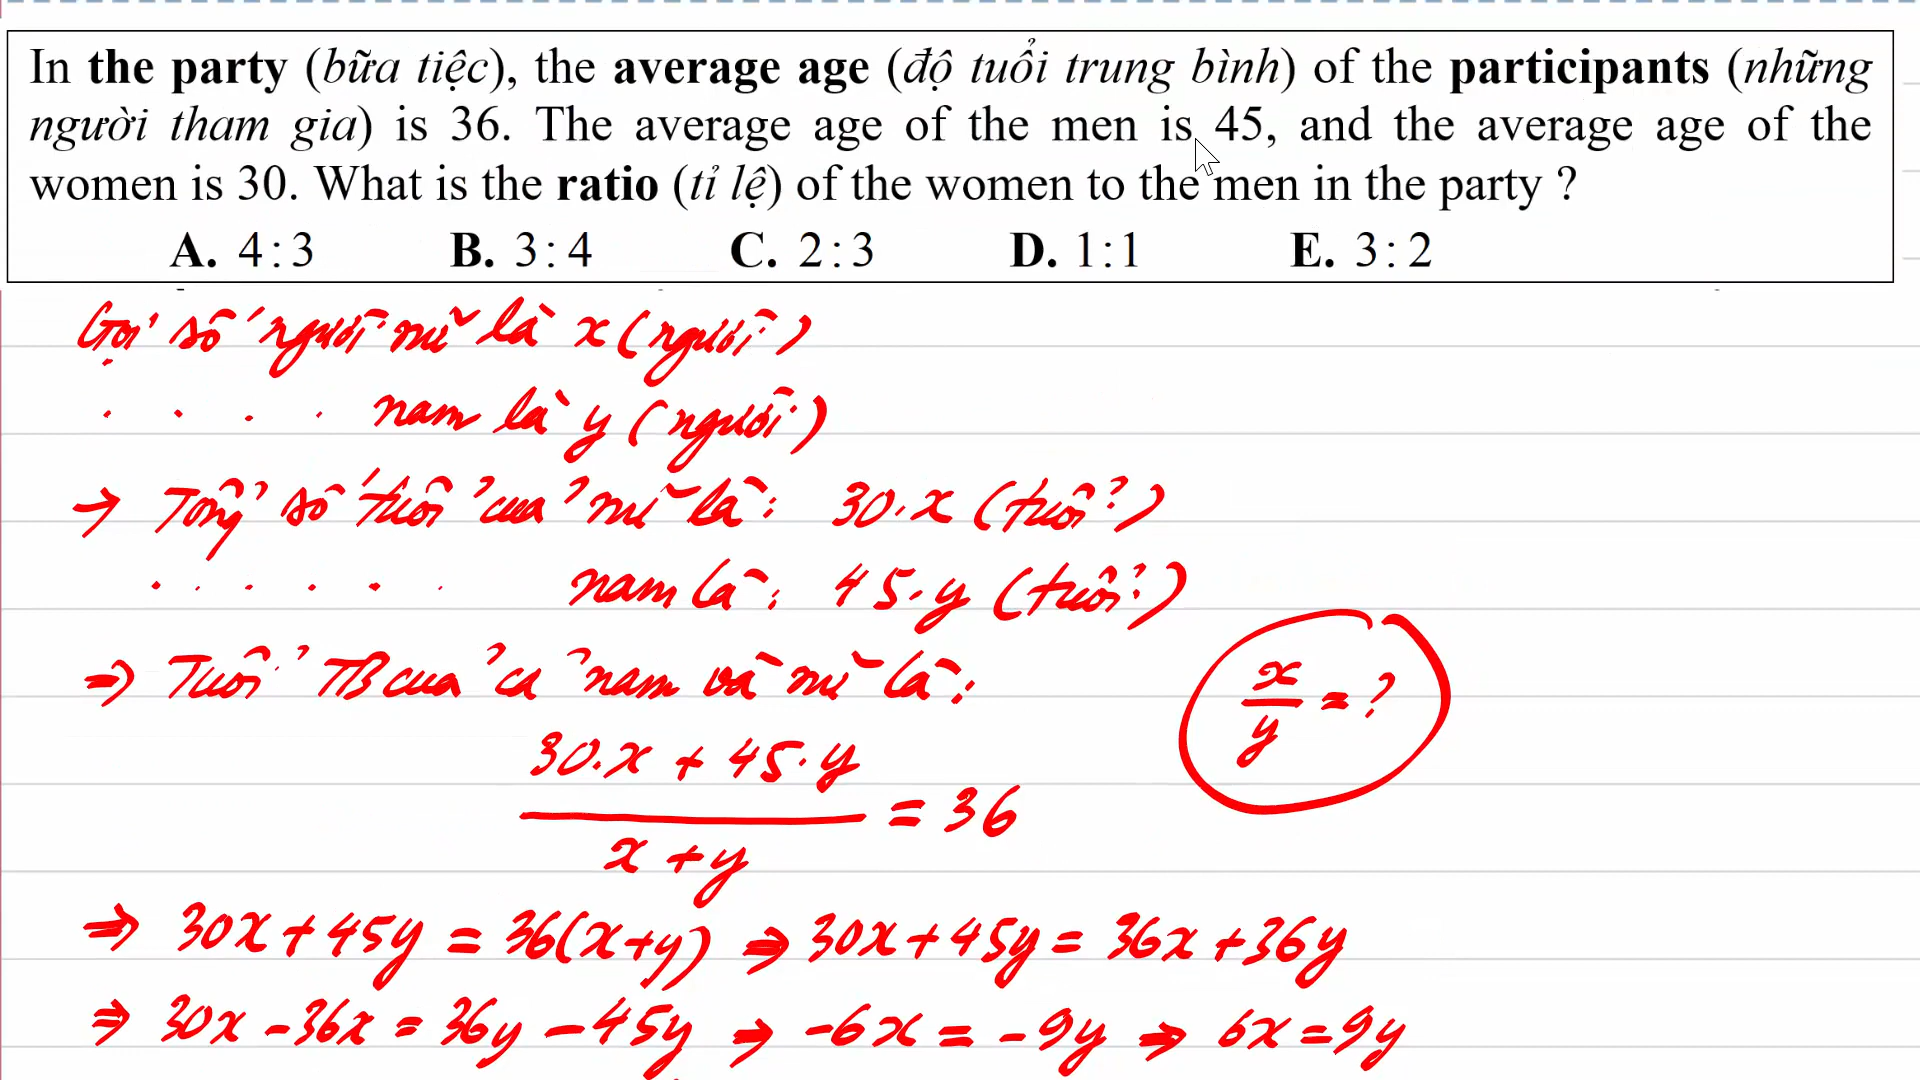 In the party (bữa tiệc), the average age (độ tuổi trung bình) of the participants (những
người tham gia) is 36. The average age of the men is 45, and the average age of the
women is 30. What is the ratio (tỉ lệ) of the women to the men in the party ?
A. 4:3 B. 3:4 C. 2:3 D. 1:1 E. 3:2
Gọi số người nữ là x (người)
. . . . nam là y (người)
→ Tổng số tuổi của nữ là: 30.x (tuổi)
. . . . . nam là: 45.y (tuổi)
⇒ Tuổi TB của cả nam và nữ là:
x/y = ?
(30.x + 45.y)/(x + y) = 36
⇒ 30x + 45y = 36(x+y) ⇒ 30x + 45y = 36x + 36y
⇒ 30x - 36x = 36y - 45y ⇒ -6x = -9y ⇒ 6x = 9y